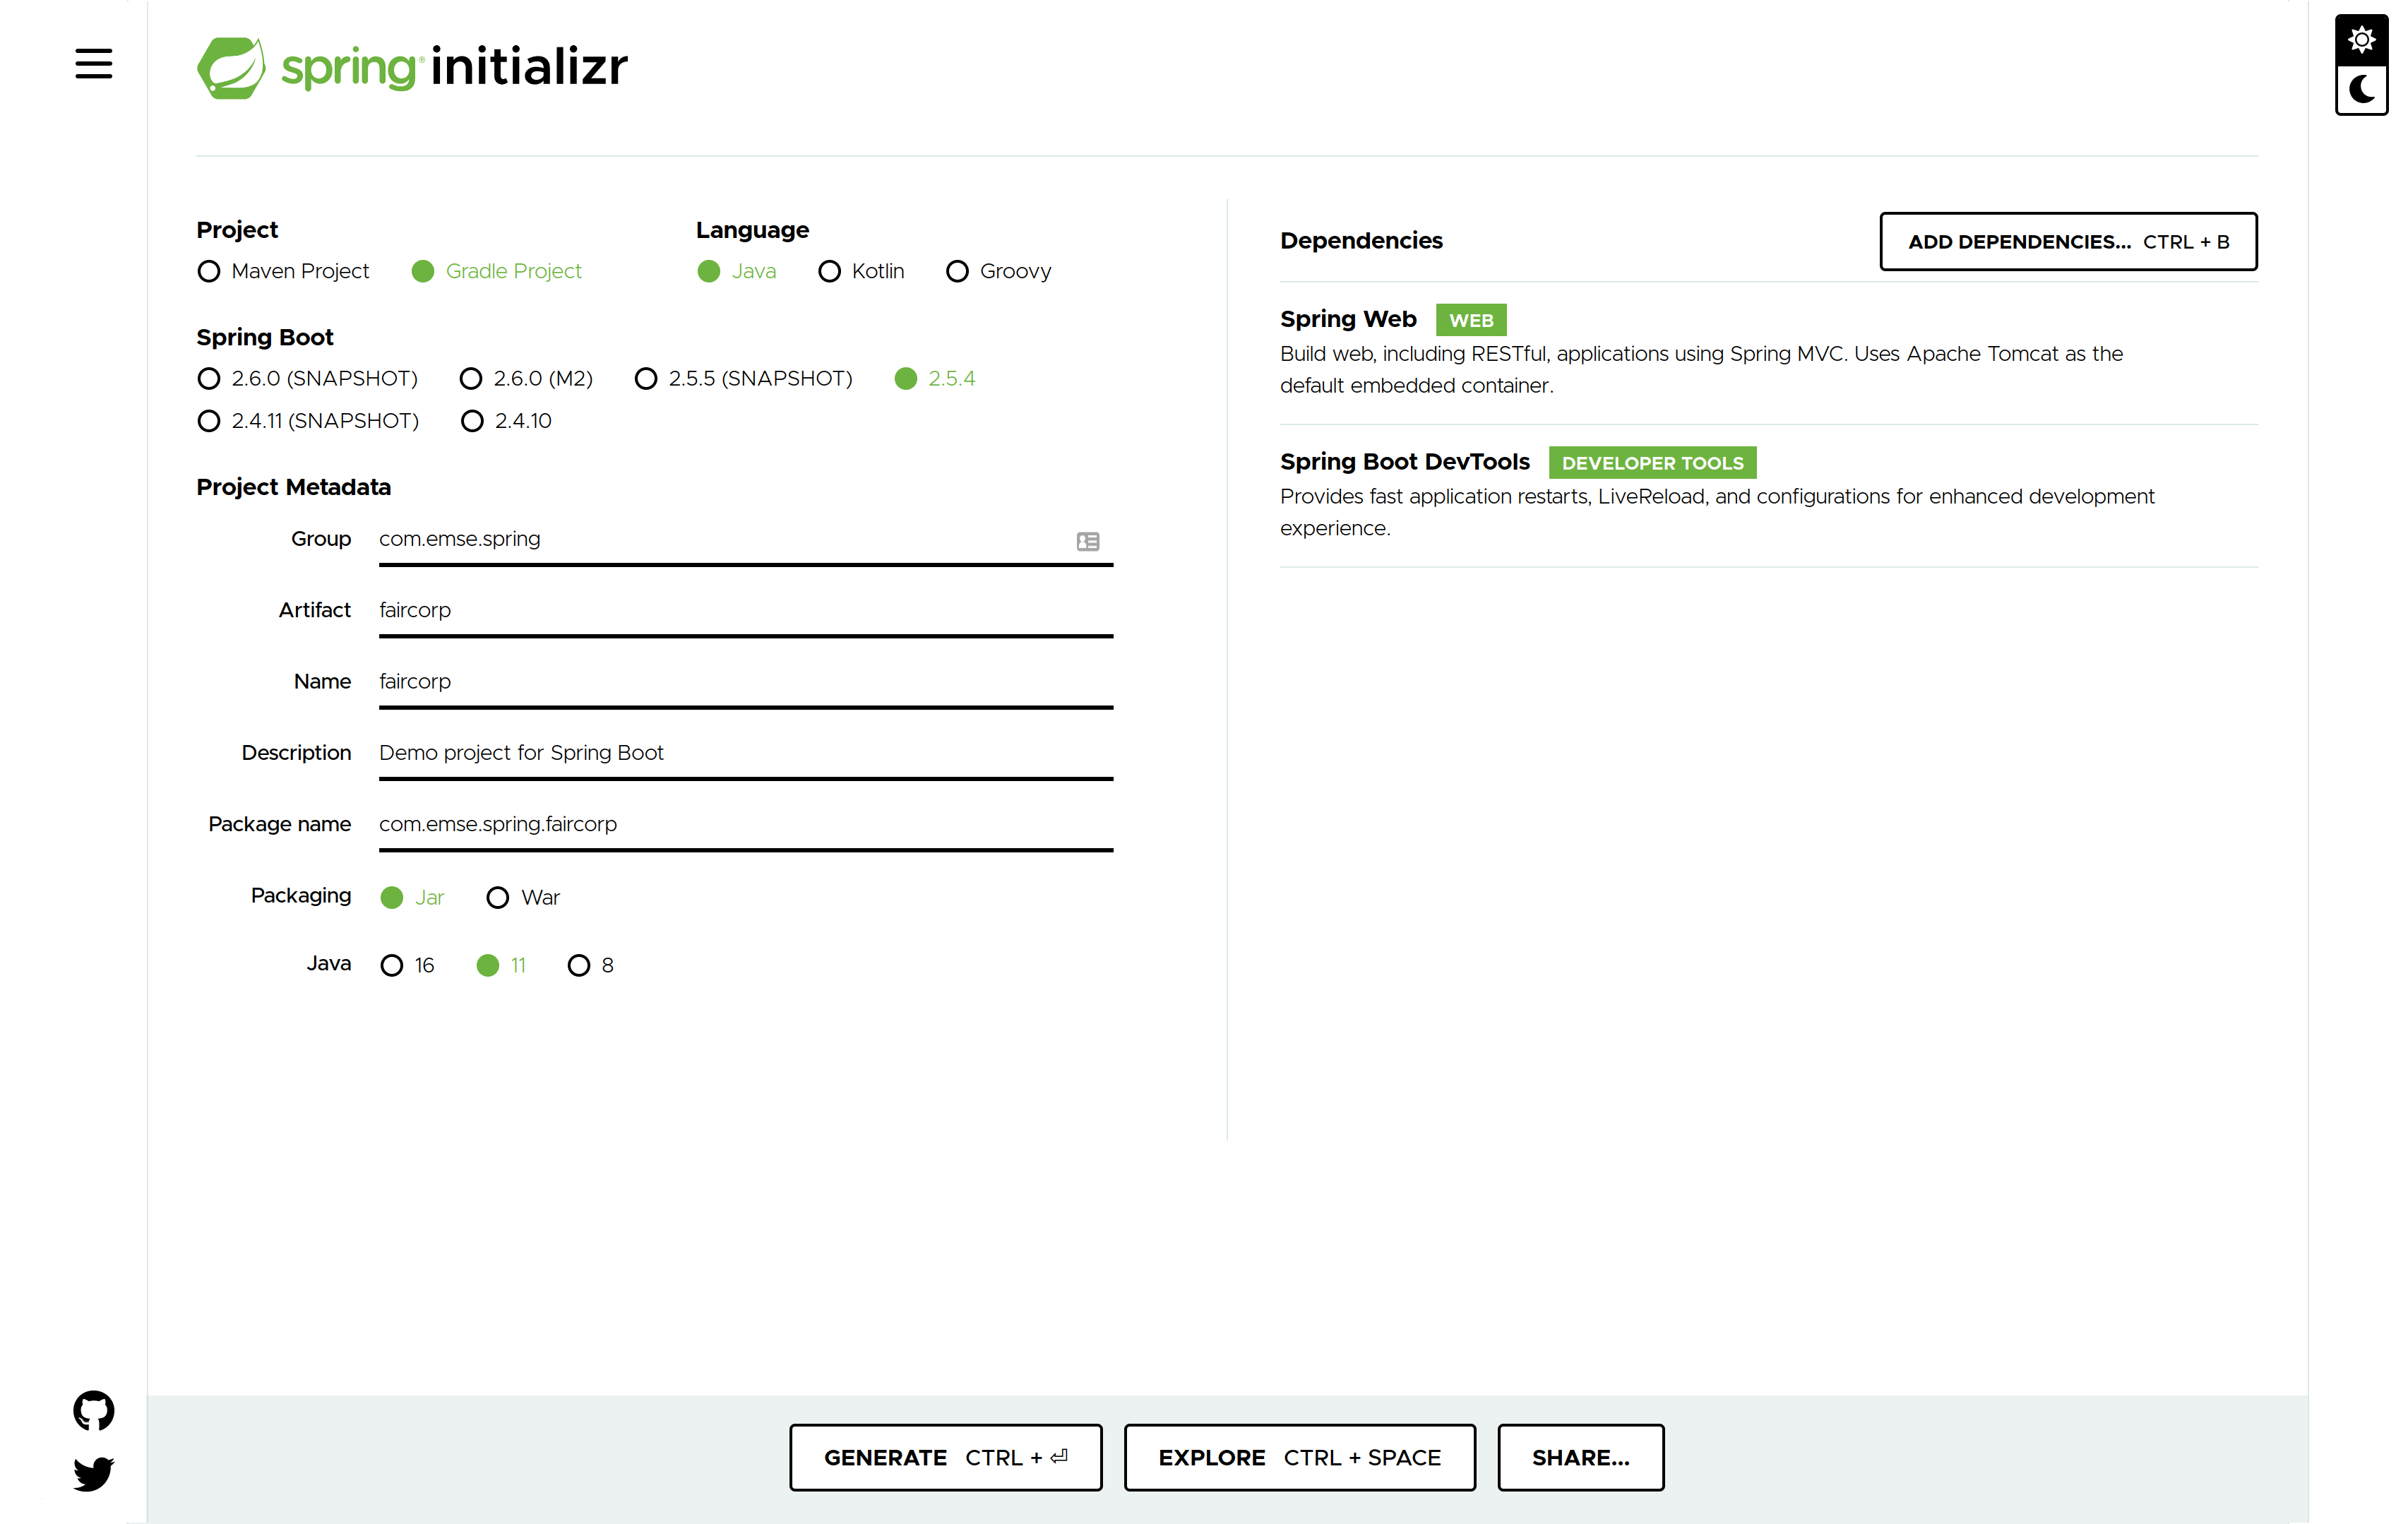 spring initializr
Project
Maven Project Gradle Project
Language
Java Kotlin Groovy
Spring Boot
2.6.0 (SNAPSHOT) 2.6.0 (M2) 2.5.5 (SNAPSHOT) 2.5.4
2.4.11 (SNAPSHOT) 2.4.10
Project Metadata
Group com.emse.spring
Artifact faircorp
Name faircorp
Description Demo project for Spring Boot
Package name com.emse.spring.faircorp
Packaging Jar War
Java 16 11 8
Dependencies
ADD DEPENDENCIES... CTRL + B
Spring Web WEB
Build web, including RESTful, applications using Spring MVC. Uses Apache Tomcat as the
default embedded container.
Spring Boot DevTools DEVELOPER TOOLS
Provides fast application restarts, LiveReload, and configurations for enhanced development
experience.
GENERATE CTRL + ⏎
EXPLORE CTRL + SPACE
SHARE...